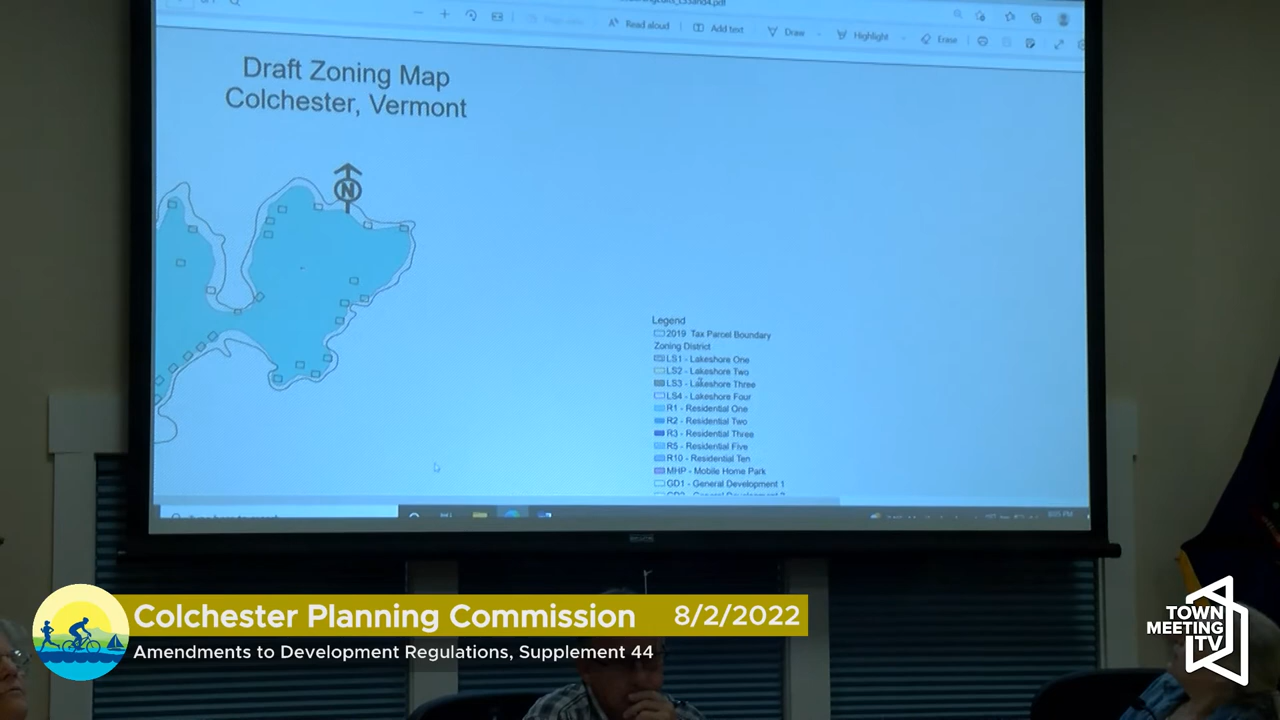 Read aloud
Add text
Draw
Highlight
Erase
Draft Zoning Map
Colchester, Vermont
N
Legend
2019 Tax Parcel Boundary
Zoning District
LS1 - Lakeshore One
LS2 - Lakeshore Two
LS3 - Lakeshore Three
LS4 - Lakeshore Four
R1 - Residential One
R2 - Residential Two
R3 - Residential Three
R5 - Residential Five
R10 - Residential Ten
MHP - Mobile Home Park
GD1 - General Development 1
Colchester Planning Commission 8/2/2022
Amendments to Development Regulations, Supplement 44
TOWN
MEETING
TV